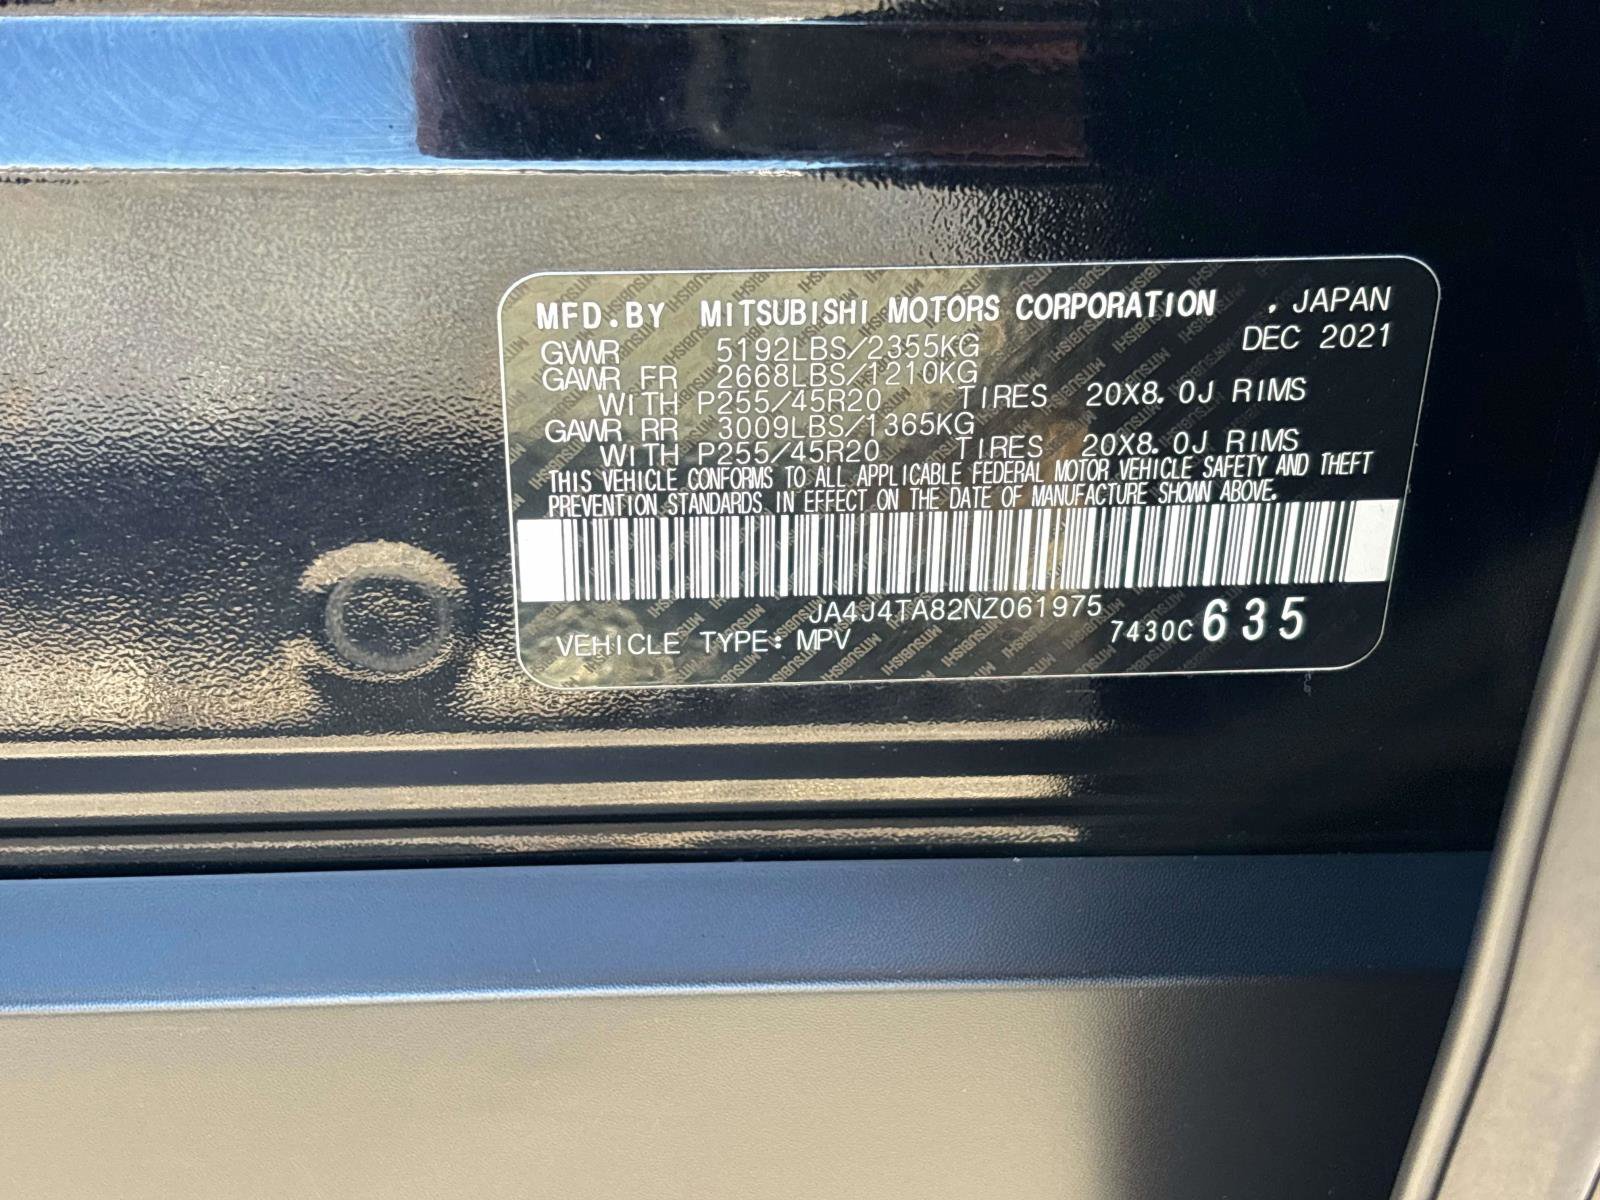 MFD.BY MITSUBISHI MOTORS CORPORATION , JAPAN
DEC 2021
GVWR 5192LBS/2355KG
GAWR FR 2668LBS/1210KG
WITH P255/45R20 TIRES 20X8.0J RIMS
GAWR RR 3009LBS/1365KG
WITH P255/45R20 TIRES 20X8.0J RIMS
THIS VEHICLE CONFORMS TO ALL APPLICABLE FEDERAL MOTOR VEHICLE SAFETY AND THEFT
PREVENTION STANDARDS IN EFFECT ON THE DATE OF MANUFACTURE SHOWN ABOVE.
JA4J4TA82NZ061975
VEHICLE TYPE: MPV 7430C635